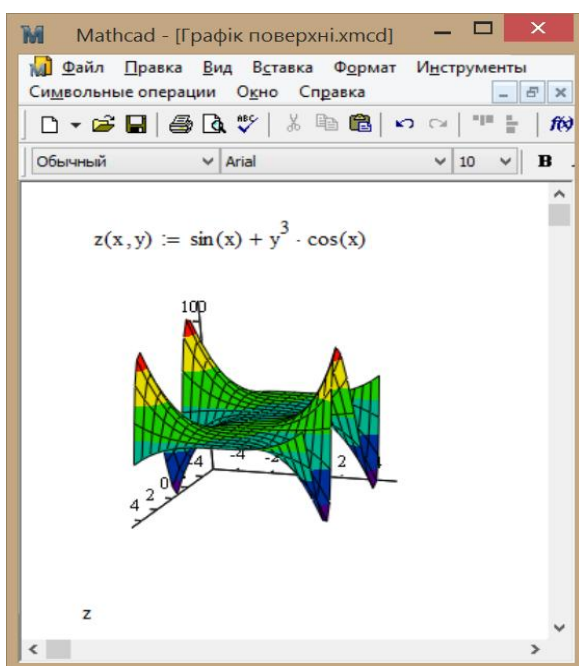 Mathcad - [Графік поверхні.xmcd]
Файл Правка Вид Вставка Формат Инструменты
Символьные операции Окно Справка
Обычный Arial 10 B
z(x,y) := sin(x) + y^3 · cos(x)
100
-4 -4 -2 2 4
0
2
4
z